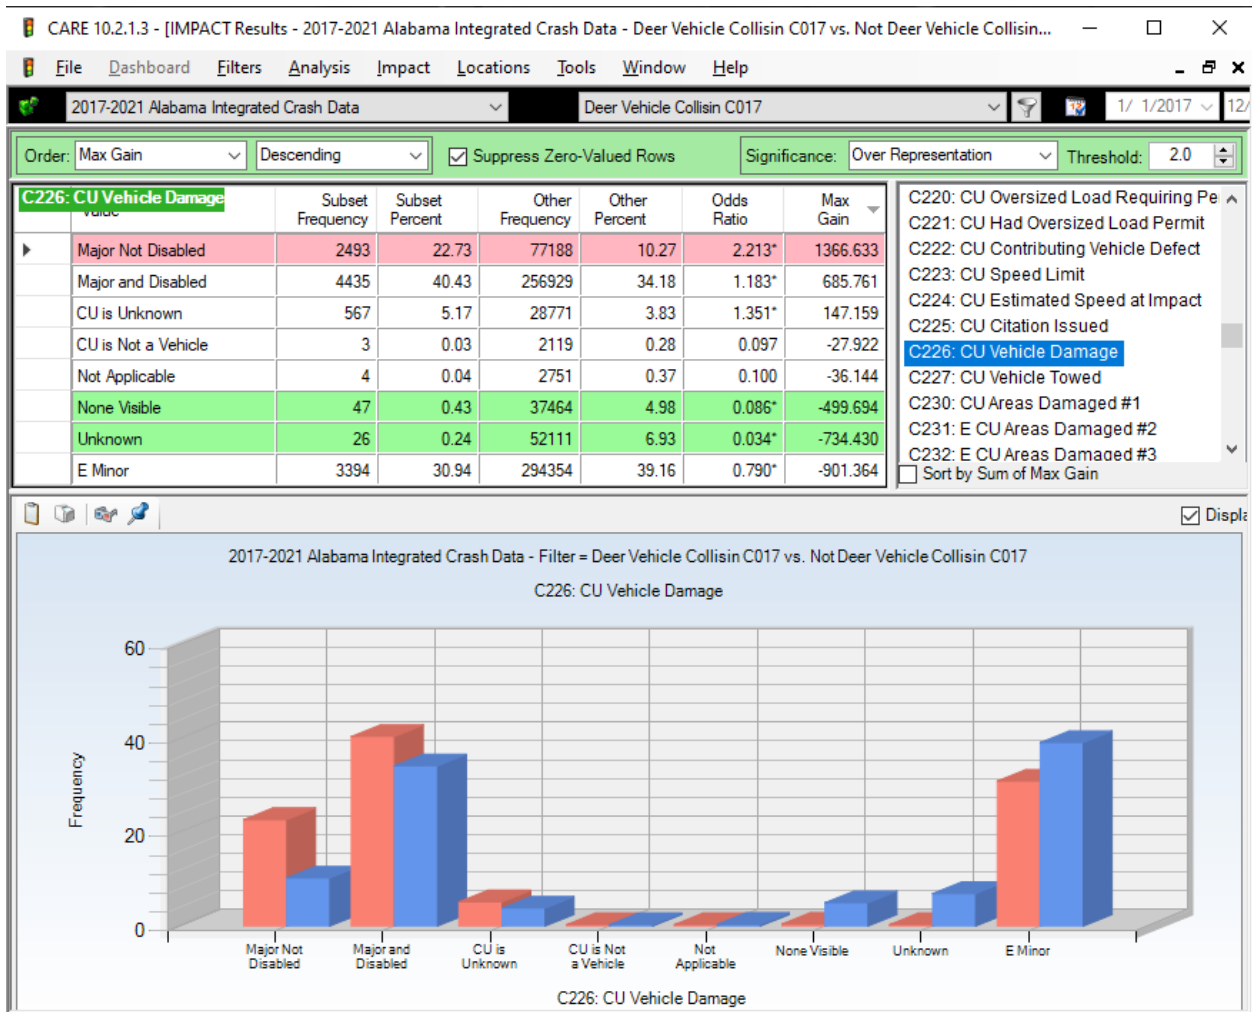 CARE 10.2.1.3 - [IMPACT Results - 2017-2021 Alabama Integrated Crash Data - Deer Vehicle Collisin C017 vs. Not Deer Vehicle Collisin...
File Dashboard Filters Analysis Impact Locations Tools Window Help
2017-2021 Alabama Integrated Crash Data Deer Vehicle Collisin C017 1/ 1/2017 12/
Order: Max Gain Descending Suppress Zero-Valued Rows Significance: Over Representation Threshold: 2.0
C226: CU Vehicle Damage
Value Subset Frequency Subset Percent Other Frequency Other Percent Odds Ratio Max Gain
Major Not Disabled 2493 22.73 77188 10.27 2.213* 1366.633
Major and Disabled 4435 40.43 256929 34.18 1.183* 685.761
CU is Unknown 567 5.17 28771 3.83 1.351* 147.159
CU is Not a Vehicle 3 0.03 2119 0.28 0.097 -27.922
Not Applicable 4 0.04 2751 0.37 0.100 -36.144
None Visible 47 0.43 37464 4.98 0.086* -499.694
Unknown 26 0.24 52111 6.93 0.034* -734.430
E Minor 3394 30.94 294354 39.16 0.790* -901.364
C220: CU Oversized Load Requiring Pe
C221: CU Had Oversized Load Permit
C222: CU Contributing Vehicle Defect
C223: CU Speed Limit
C224: CU Estimated Speed at Impact
C225: CU Citation Issued
C226: CU Vehicle Damage
C227: CU Vehicle Towed
C230: CU Areas Damaged #1
C231: E CU Areas Damaged #2
C232: E CU Areas Damaged #3
Sort by Sum of Max Gain
Displa
2017-2021 Alabama Integrated Crash Data - Filter = Deer Vehicle Collisin C017 vs. Not Deer Vehicle Collisin C017
C226: CU Vehicle Damage
60
40
20
0
Frequency
Major Not Disabled
Major and Disabled
CU is Unknown
CU is Not a Vehicle
Not Applicable
None Visible
Unknown
E Minor
C226: CU Vehicle Damage